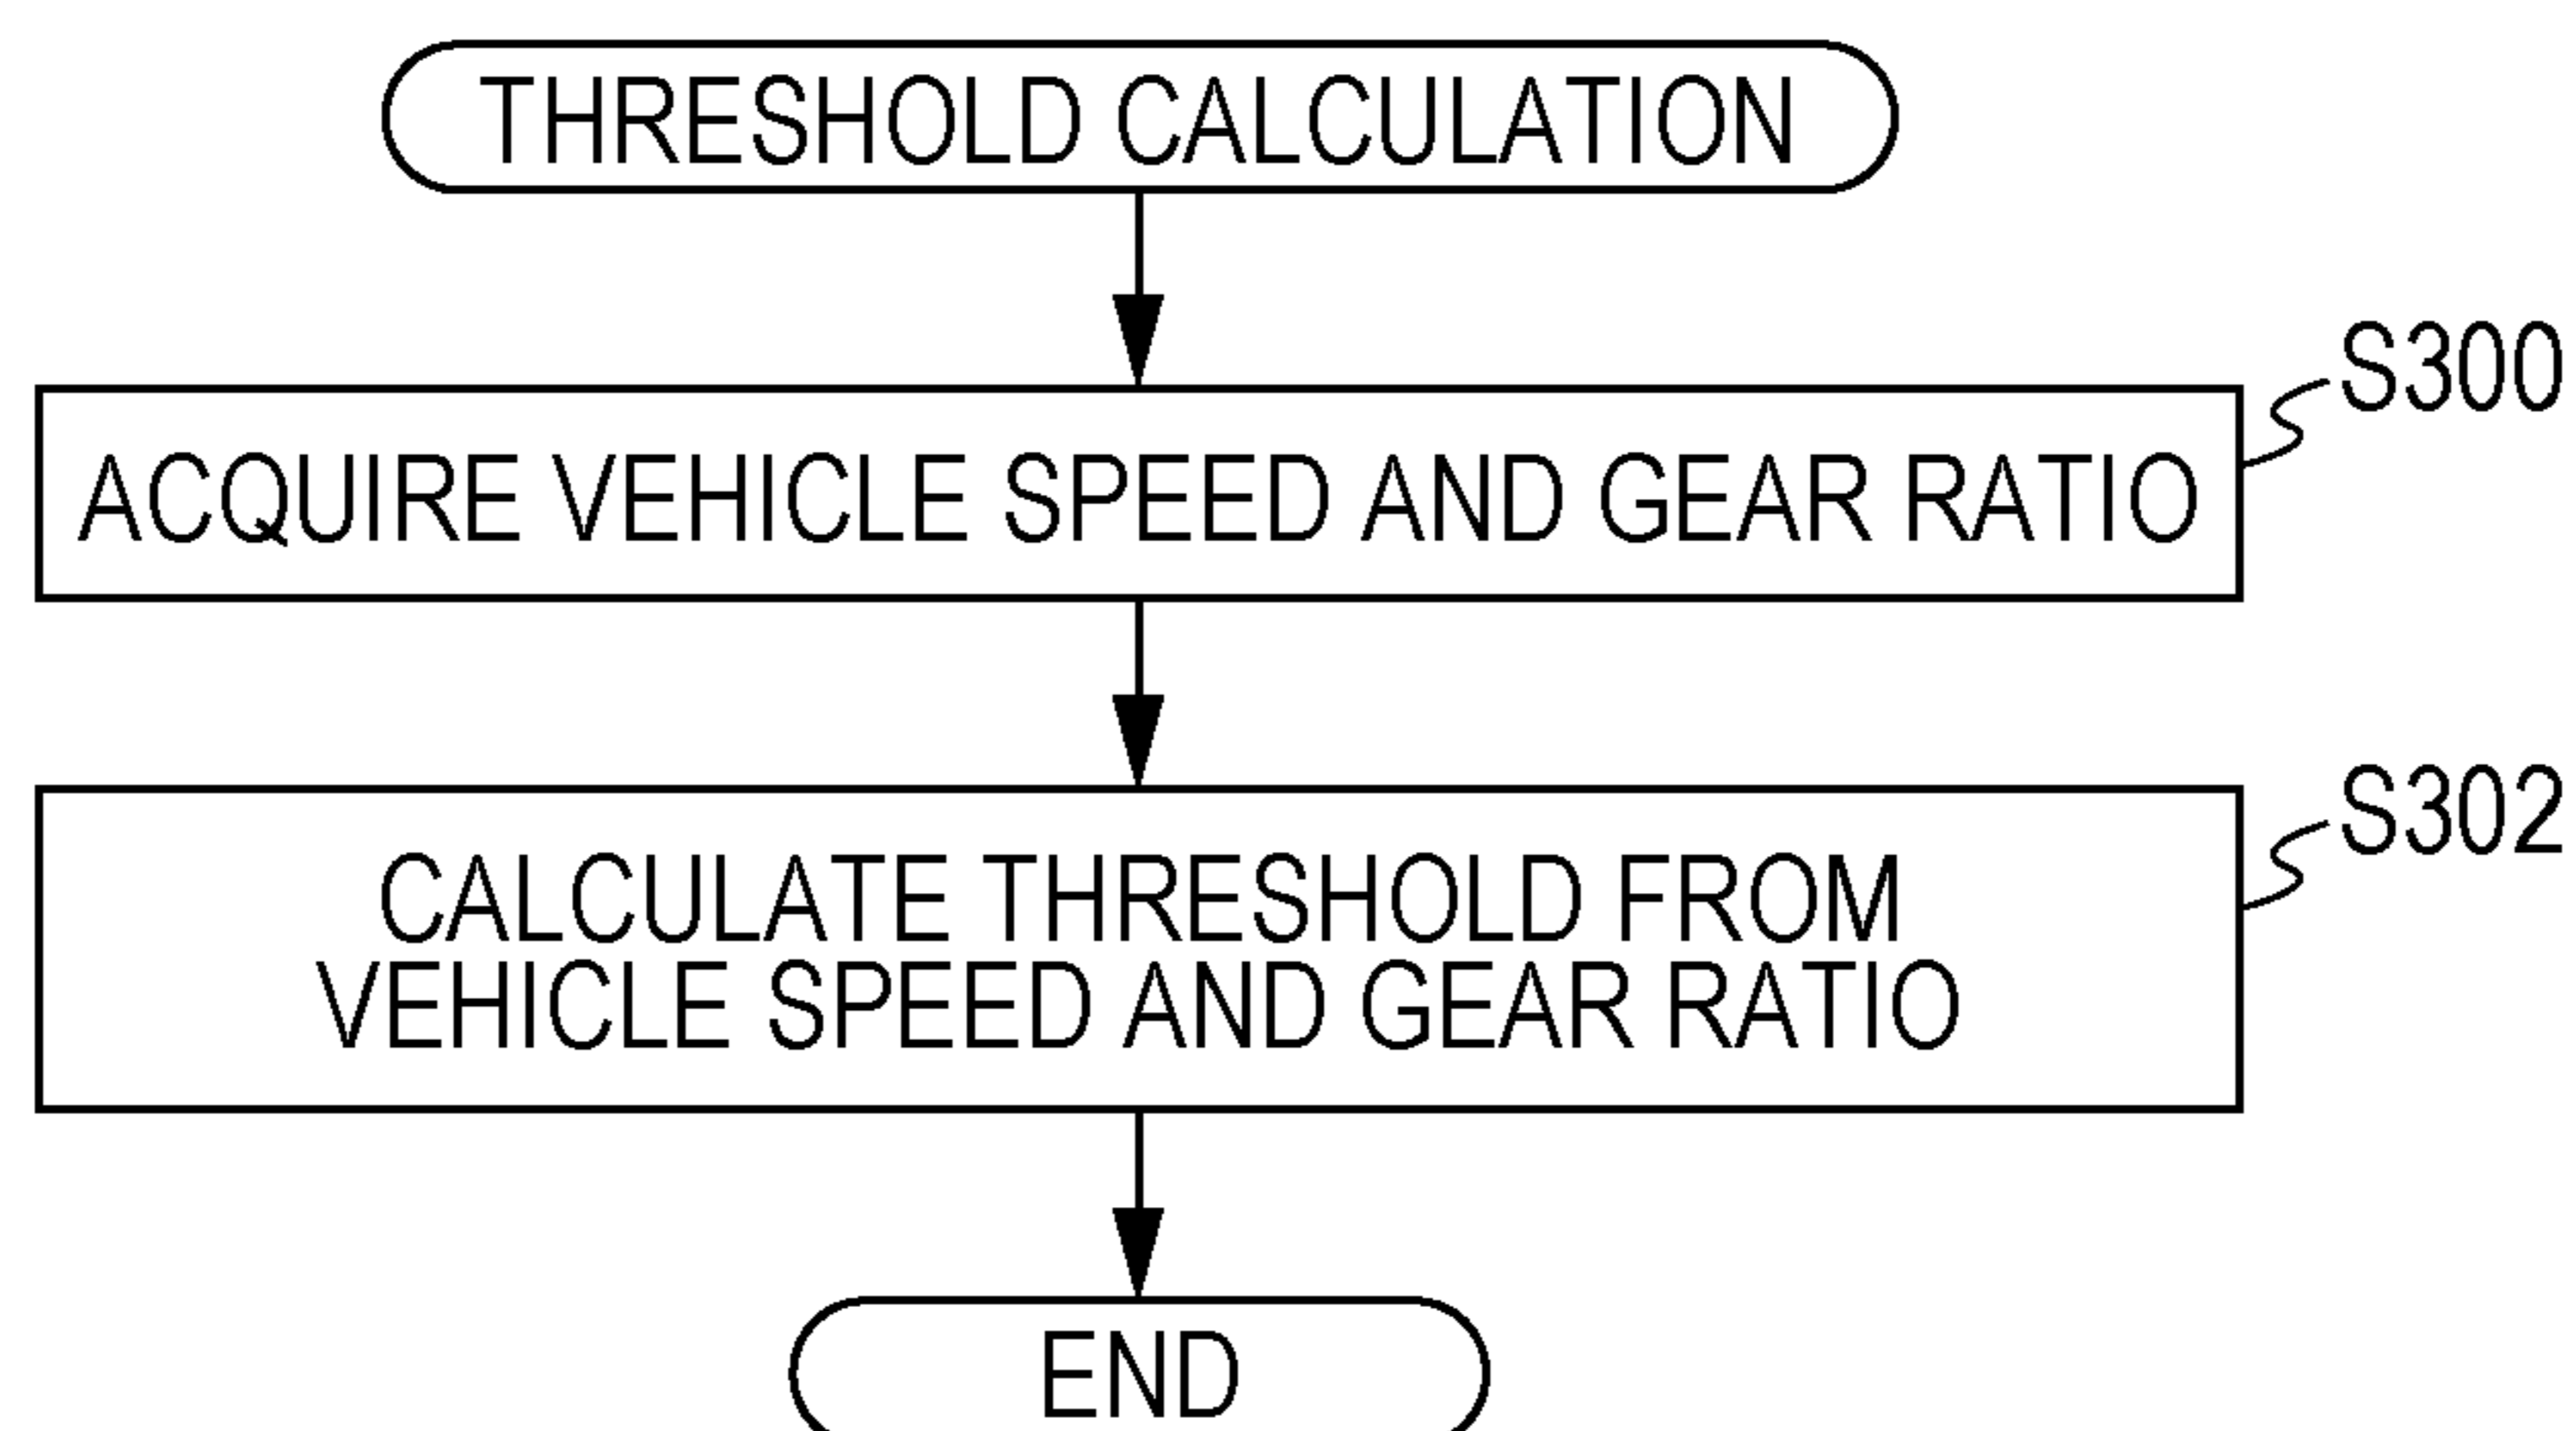 THRESHOLD CALCULATION
S300
ACQUIRE VEHICLE SPEED AND GEAR RATIO
S302
CALCULATE THRESHOLD FROM
VEHICLE SPEED AND GEAR RATIO
END